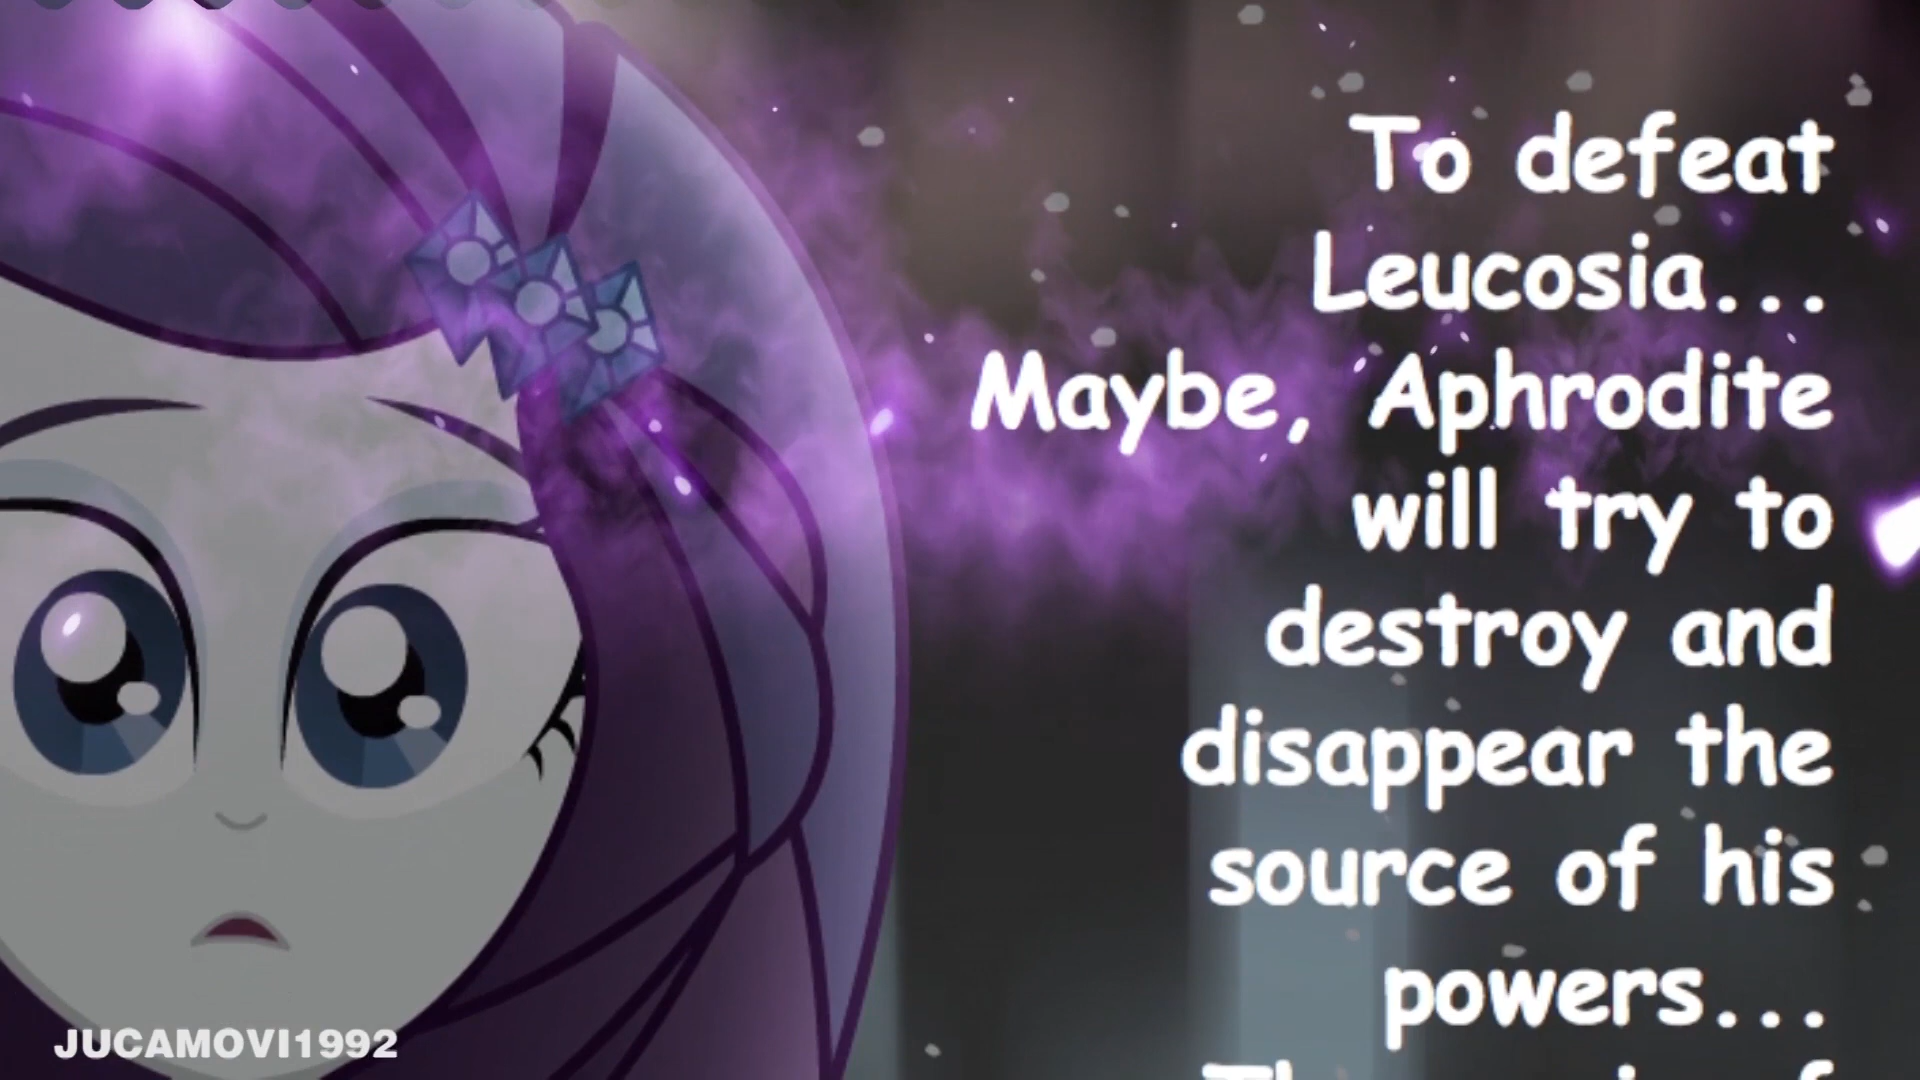 To defeat
Leucosia...
Maybe, Aphrodite
will try to
destroy and
disappear the
source of his
powers...
JUCAMOVI1992